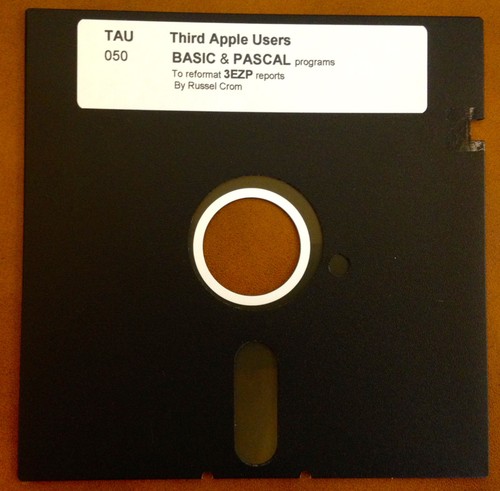 TAU Third Apple Users
050 BASIC & PASCAL programs
To reformat 3EZP reports
By Russel Crom